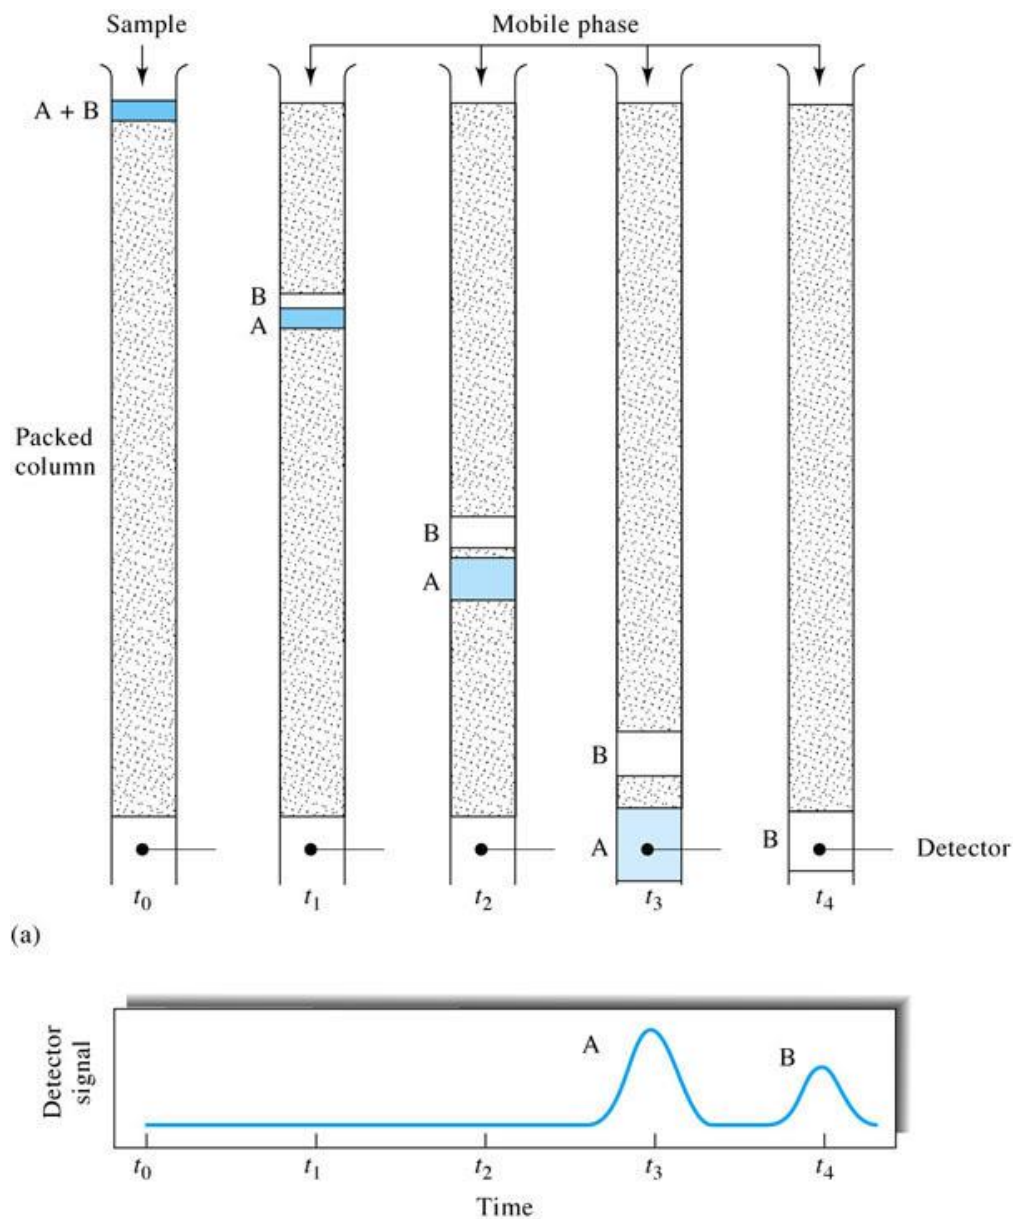 Sample
Mobile phase
A + B
B
A
Packed
column
B
A
B
A
B
Detector
t₀ t₁ t₂ t₃ t₄
(a)
Detector
signal
A
B
t₀ t₁ t₂ t₃ t₄
Time